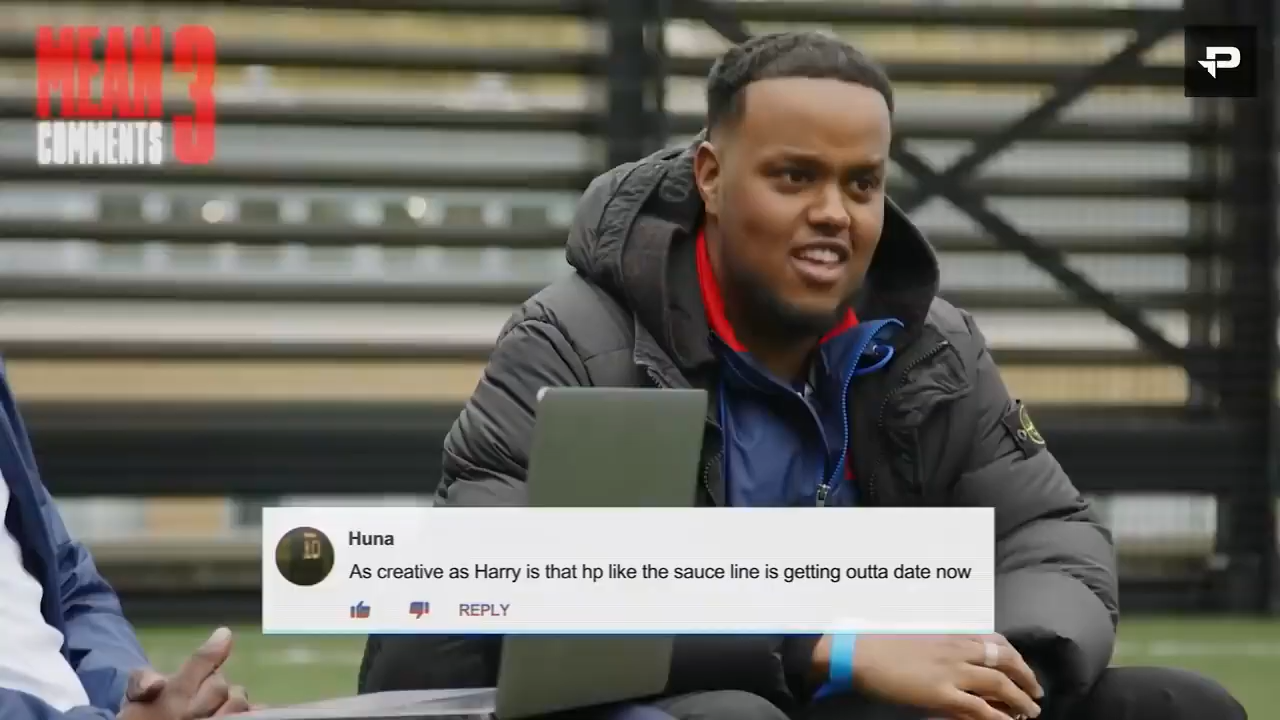 MEAN 3
COMMENTS
P
Huna
10
As creative as Harry is that hp like the sauce line is getting outta date now
REPLY